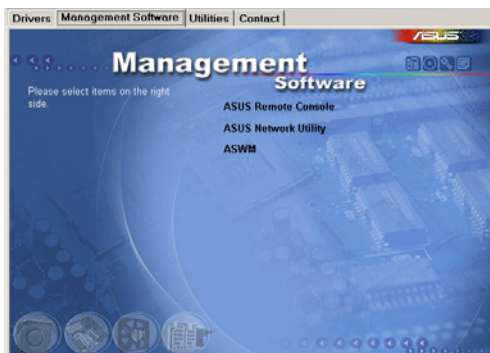 Drivers Management Software Utilities Contact
ASUS
Management
Software
Please select items on the right
side.
ASUS Remote Console
ASUS Network Utility
ASWM